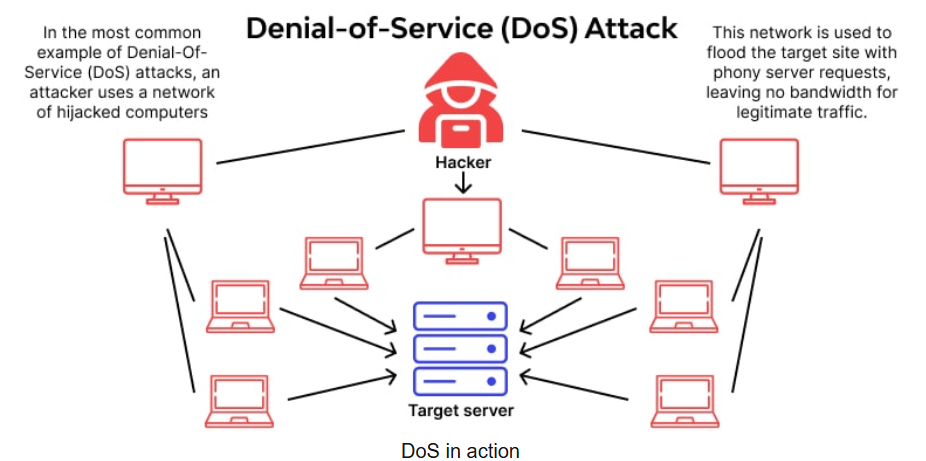 Denial-of-Service (DoS) Attack
In the most common
example of Denial-Of-
Service (DoS) attacks, an
attacker uses a network
of hijacked computers
This network is used to
flood the target site with
phony server requests,
leaving no bandwidth for
legitimate traffic.
Hacker
Target server
DoS in action